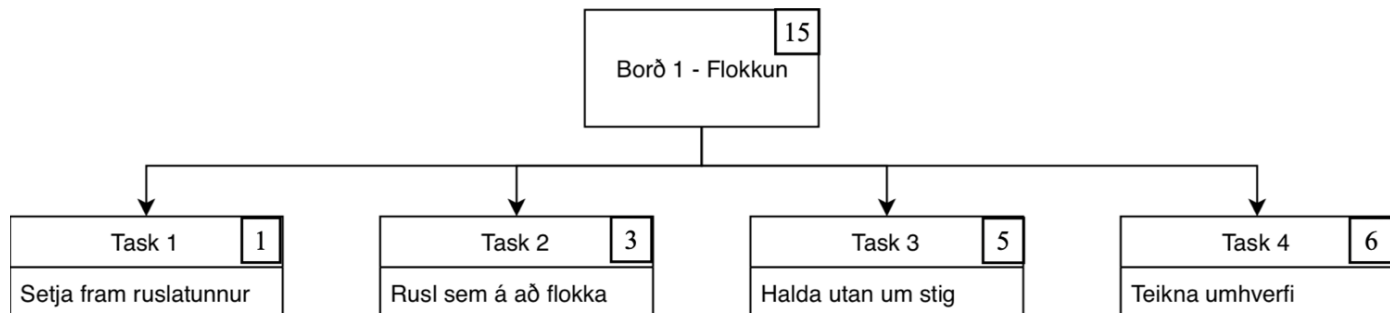 15
Borð 1 - Flokkun
Task 1
1
Task 2
3
Task 3
5
Task 4
6
Setja fram ruslatunnur
Rusl sem á að flokka
Halda utan um stig
Teikna umhverfi